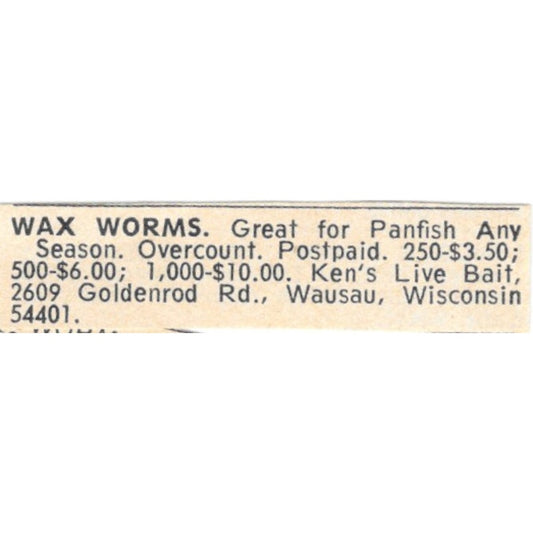 WAX WORMS. Great for Panfish Any
Season. Overcount. Postpaid. 250-$3.50;
500-$6.00; 1,000-$10.00. Ken's Live Bait,
2609 Goldenrod Rd., Wausau, Wisconsin
54401.